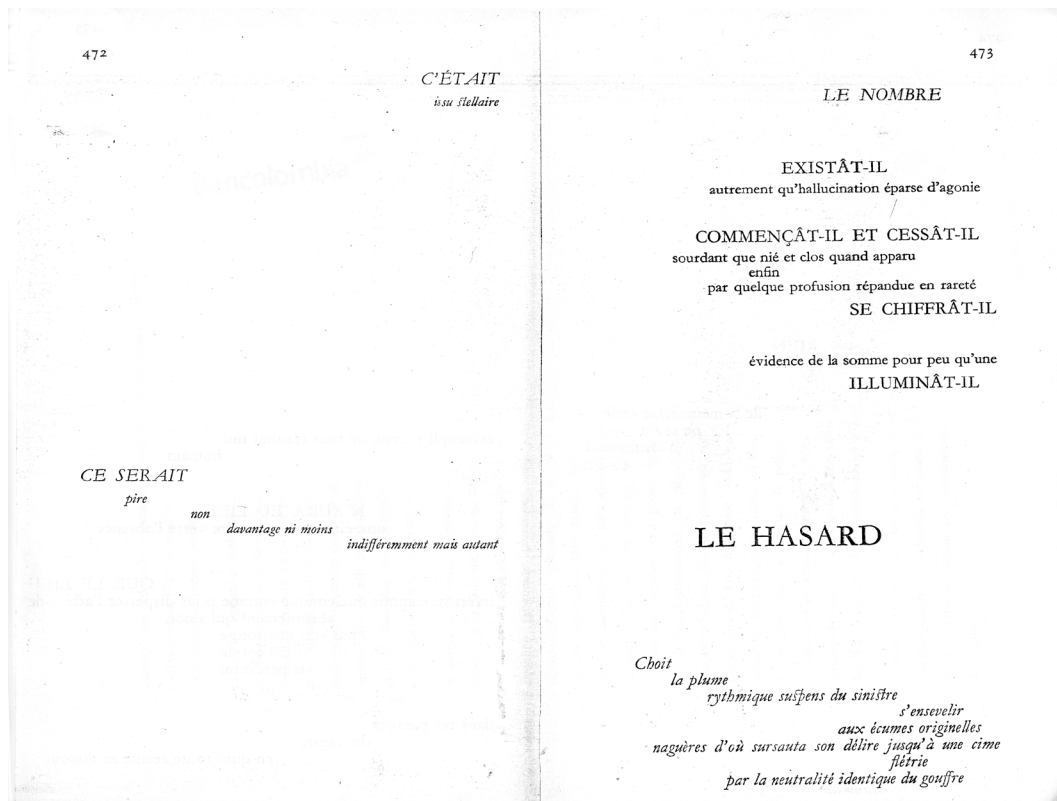 472
C'ÉTAIT
issu stellaire
CE SERAIT
pire
non
davantage ni moins
indifféremment mais autant
473
LE NOMBRE
EXISTÂT-IL
autrement qu'hallucination éparse d'agonie
COMMENÇÂT-IL ET CESSÂT-IL
sourdant que nié et clos quand apparu
enfin
par quelque profusion répandue en rareté
SE CHIFFRÂT-IL
évidence de la somme pour peu qu'une
ILLUMINÂT-IL
LE HASARD
Choit
la plume
rythmique suspens du sinistre
s'ensevelir
aux écumes originelles
naguères d'où sursauta son délire jusqu'à une cime
flétrie
par la neutralité identique du gouffre